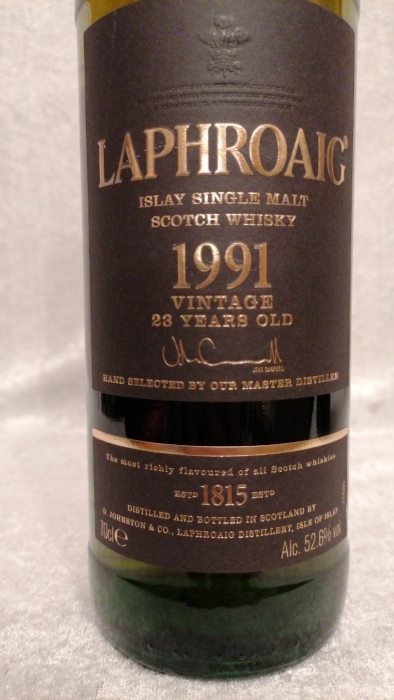 LAPHROAIG®
ISLAY SINGLE MALT
SCOTCH WHISKY
1991
VINTAGE
23 YEARS OLD
JOHN CAMPBELL
HAND SELECTED BY OUR MASTER DISTILLER
The most richly flavoured of all Scotch whiskies
ESTD 1815 ESTD
DISTILLED AND BOTTLED IN SCOTLAND BY
D JOHNSTON & CO., LAPHROAIG DISTILLERY, ISLE OF ISLAY
70cl e
Alc. 52.6% vol